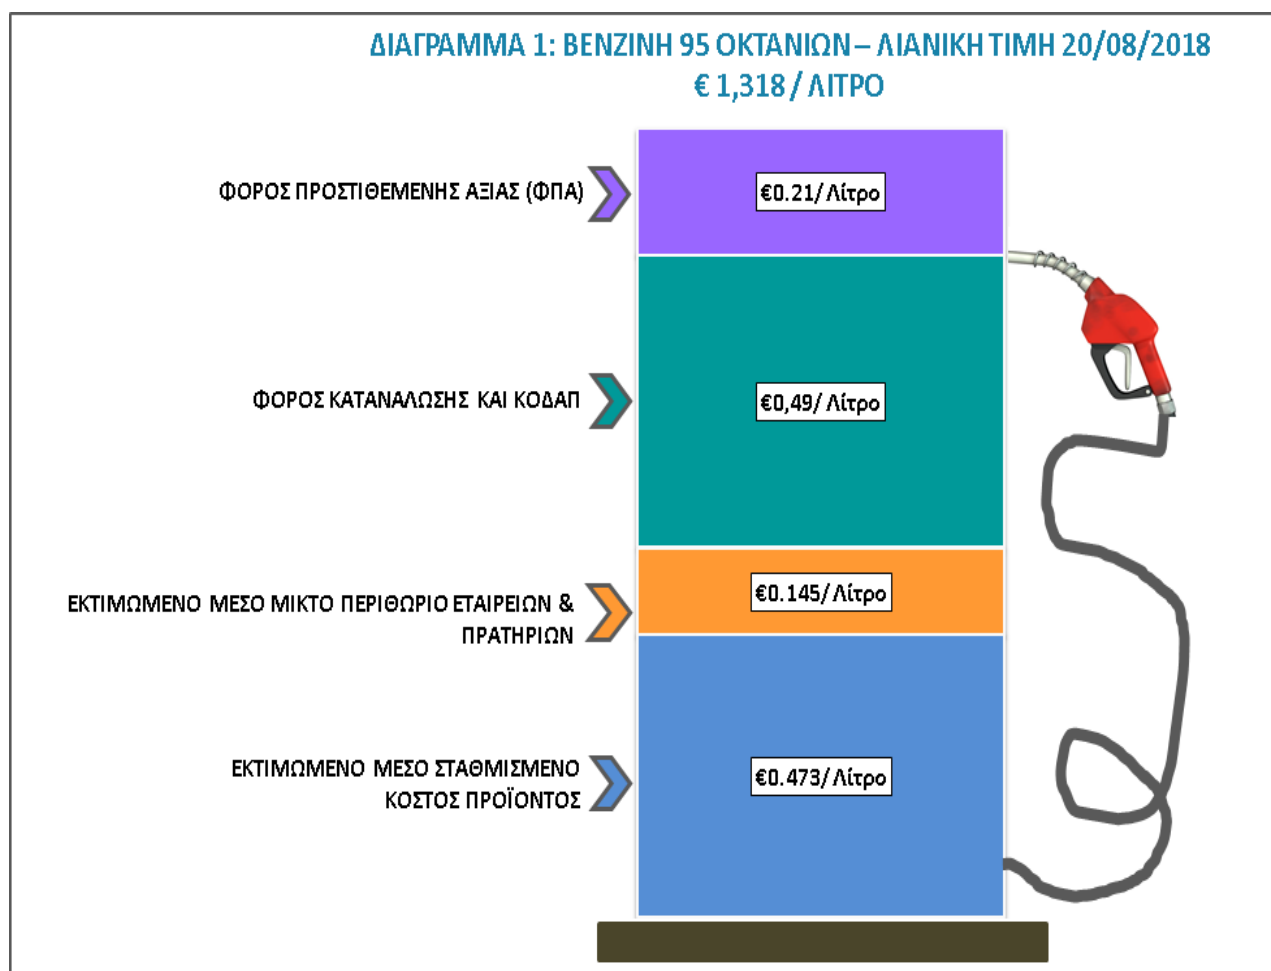 ΔΙΑΓΡΑΜΜΑ 1: ΒΕΝΖΙΝΗ 95 ΟΚΤΑΝΙΩΝ – ΛΙΑΝΙΚΗ ΤΙΜΗ 20/08/2018
€ 1,318 / ΛΙΤΡΟ
ΦΟΡΟΣ ΠΡΟΣΤΙΘΕΜΕΝΗΣ ΑΞΙΑΣ (ΦΠΑ)
€0.21/ Λίτρο
ΦΟΡΟΣ ΚΑΤΑΝΑΛΩΣΗΣ ΚΑΙ ΚΟΔΑΠ
€0,49/ Λίτρο
ΕΚΤΙΜΩΜΕΝΟ ΜΕΣΟ ΜΙΚΤΟ ΠΕΡΙΘΩΡΙΟ ΕΤΑΙΡΕΙΩΝ &
ΠΡΑΤΗΡΙΩΝ
€0.145/ Λίτρο
ΕΚΤΙΜΩΜΕΝΟ ΜΕΣΟ ΣΤΑΘΜΙΣΜΕΝΟ
ΚΟΣΤΟΣ ΠΡΟΪΟΝΤΟΣ
€0.473/ Λίτρο